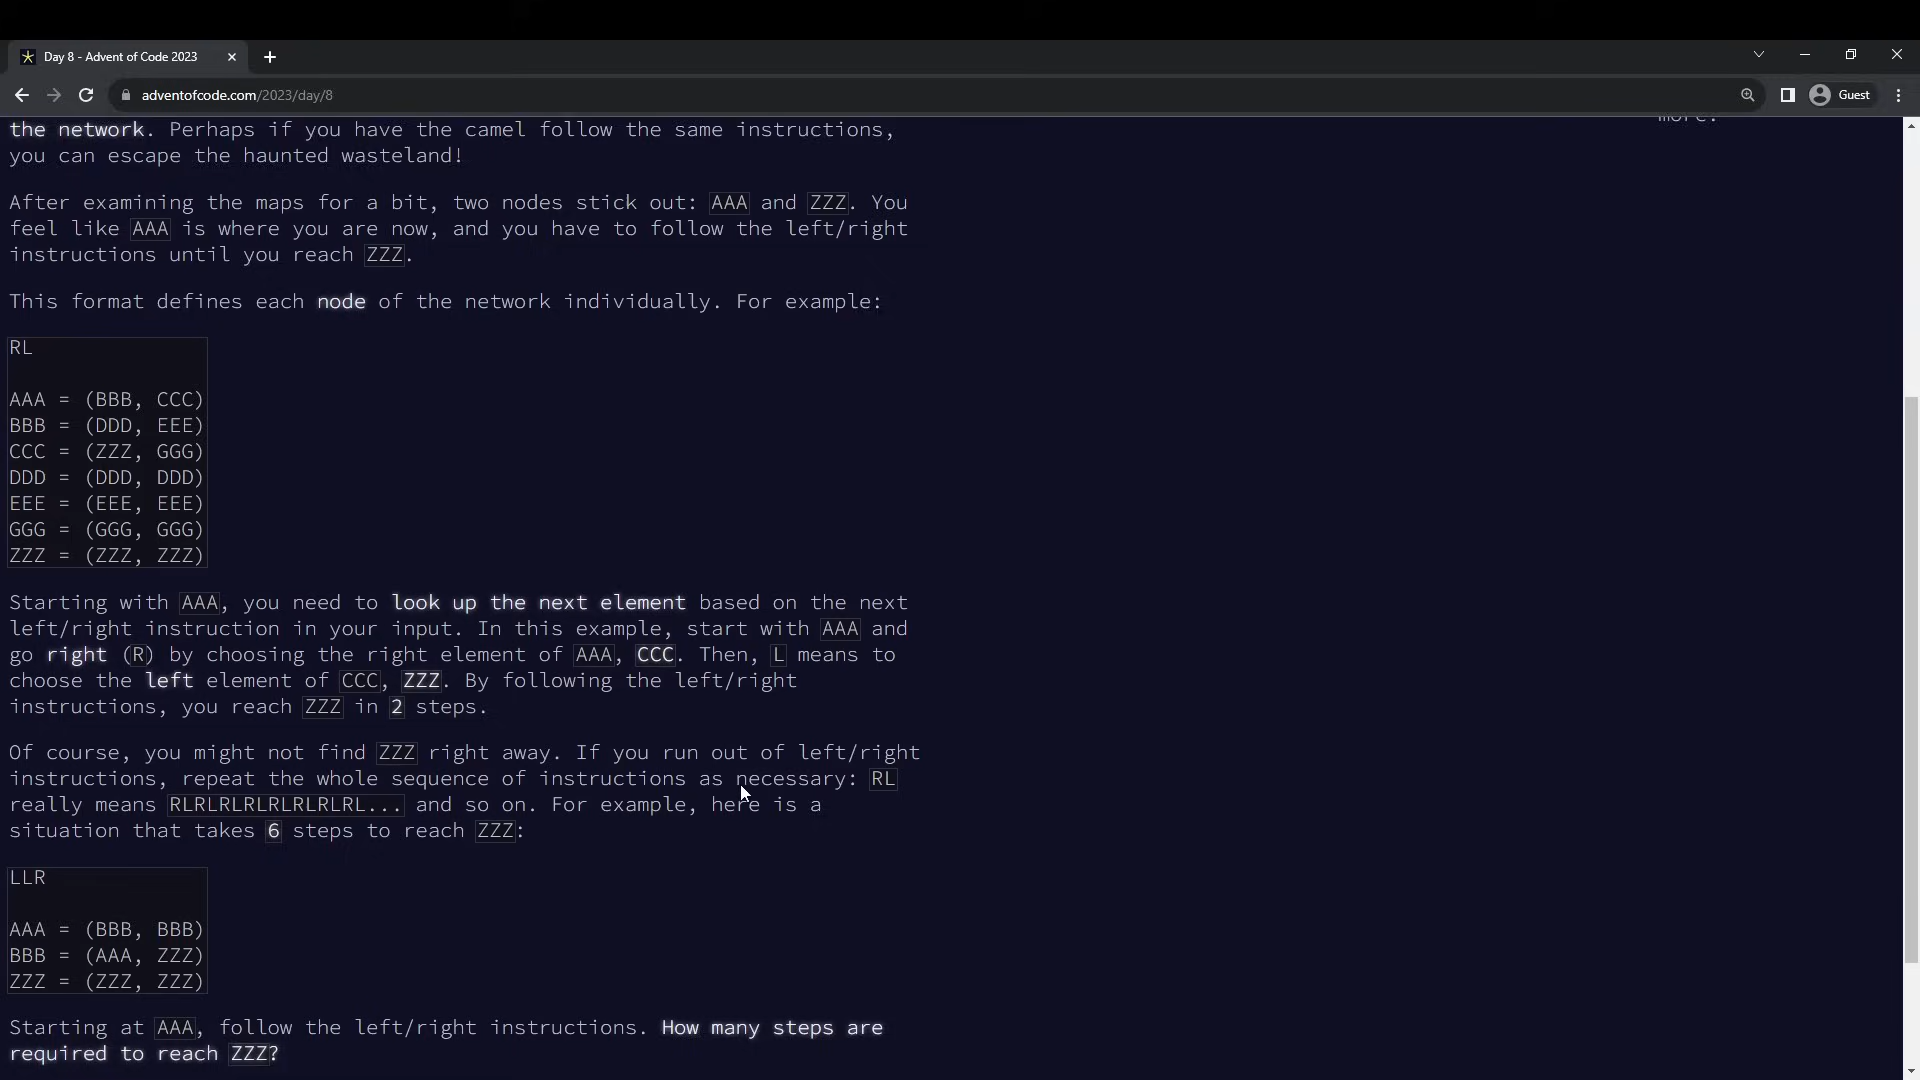 Day 8 - Advent of Code 2023
adventofcode.com/2023/day/8
Guest
more.
the network. Perhaps if you have the camel follow the same instructions,
you can escape the haunted wasteland!
After examining the maps for a bit, two nodes stick out: AAA and ZZZ. You
feel like AAA is where you are now, and you have to follow the left/right
instructions until you reach ZZZ.
This format defines each node of the network individually. For example:
RL
AAA = (BBB, CCC)
BBB = (DDD, EEE)
CCC = (ZZZ, GGG)
DDD = (DDD, DDD)
EEE = (EEE, EEE)
GGG = (GGG, GGG)
ZZZ = (ZZZ, ZZZ)
Starting with AAA, you need to look up the next element based on the next
left/right instruction in your input. In this example, start with AAA and
go right (R) by choosing the right element of AAA, CCC. Then, L means to
choose the left element of CCC, ZZZ. By following the left/right
instructions, you reach ZZZ in 2 steps.
Of course, you might not find ZZZ right away. If you run out of left/right
instructions, repeat the whole sequence of instructions as necessary: RL
really means RLRLRLRLRLRLRLRL... and so on. For example, here is a
situation that takes 6 steps to reach ZZZ:
LLR
AAA = (BBB, BBB)
BBB = (AAA, ZZZ)
ZZZ = (ZZZ, ZZZ)
Starting at AAA, follow the left/right instructions. How many steps are
required to reach ZZZ?